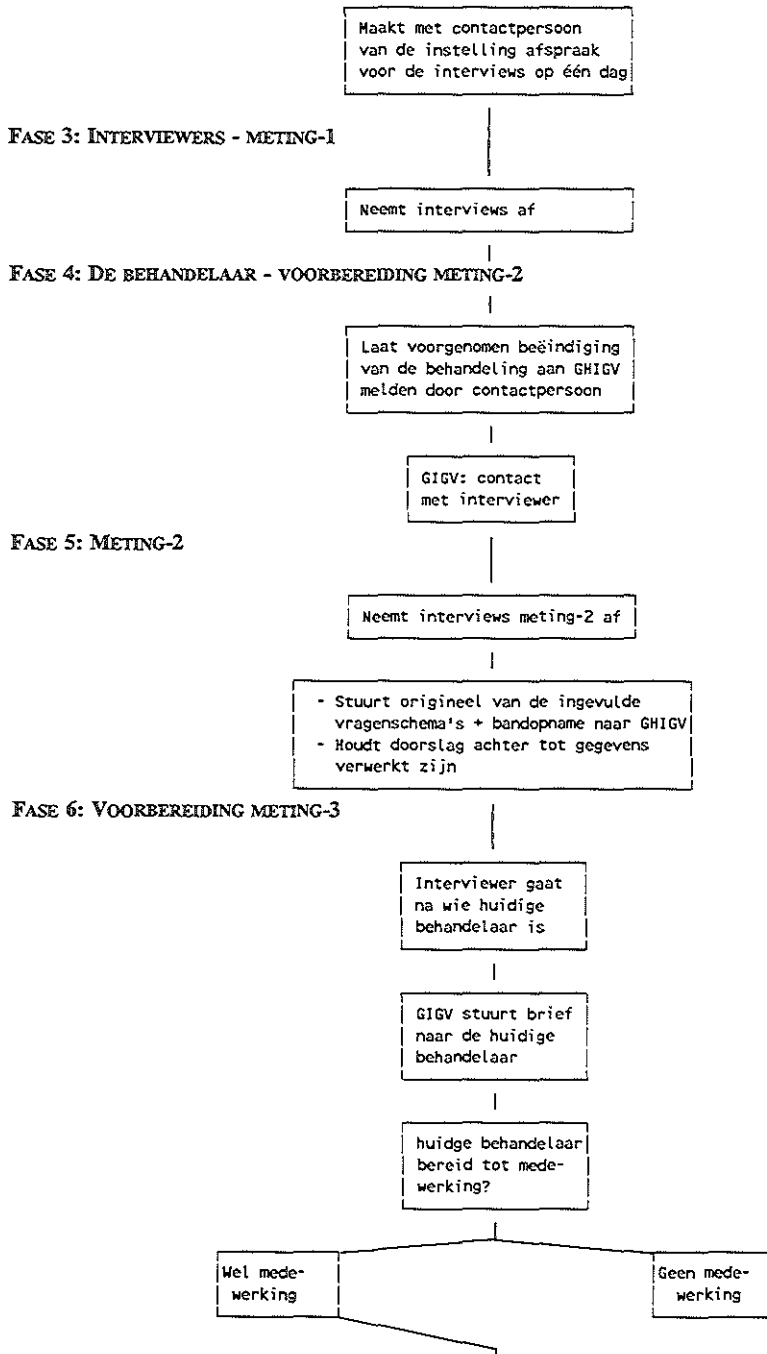 Maakt met contactpersoon
van de instelling afspraak
voor de interviews op één dag
FASE 3: INTERVIEWERS - METING-1
Neemt interviews af
FASE 4: DE BEHANDELAAR - VOORBEREIDING METING-2
Laat voorgenomen beëindiging
van de behandeling aan GHIGV
melden door contactpersoon
GIGV: contact
met interviewer
FASE 5: METING-2
Neemt interviews meting-2 af
- Stuurt origineel van de ingevulde
vragenschema's + bandopname naar GHIGV
- Houdt doorslag achter tot gegevens
verwerkt zijn
FASE 6: VOORBEREIDING METING-3
Interviewer gaat
na wie huidige
behandelaar is
GIGV stuurt brief
naar de huidige
behandelaar
huidge behandelaar
bereid tot mede-
werking?
Wel mede-
werking
Geen mede-
werking